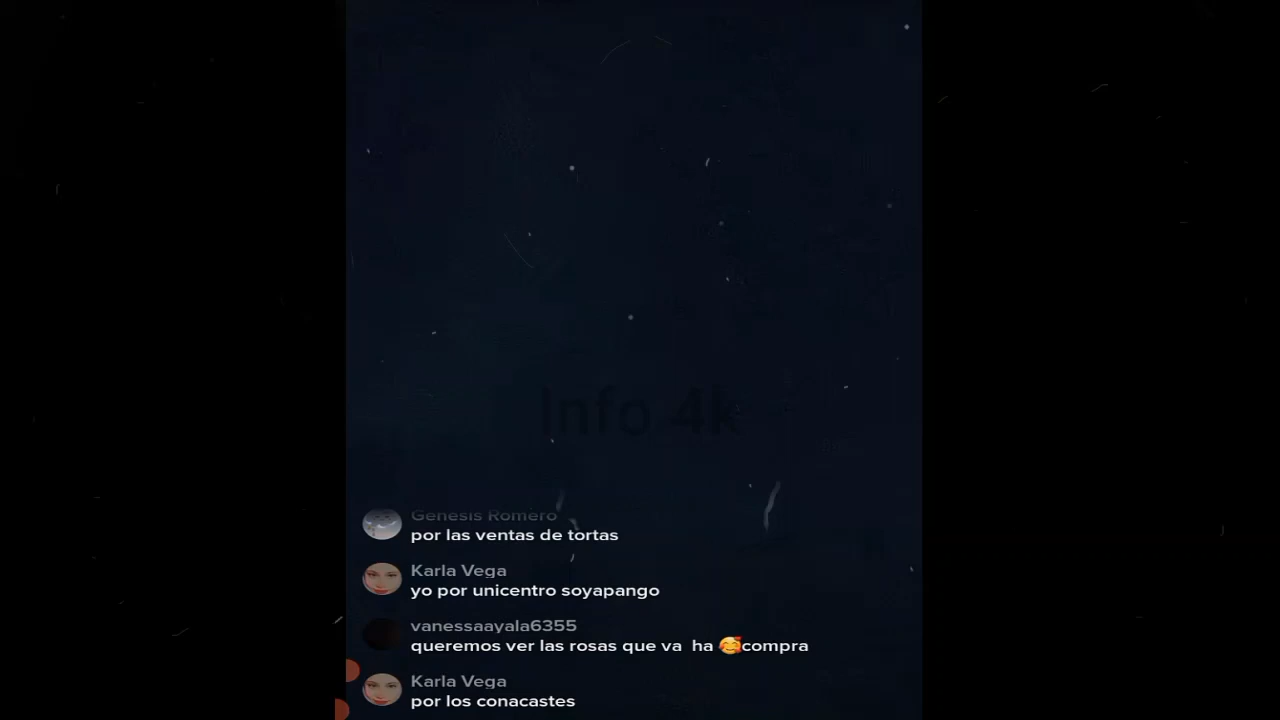 Info 4k
Genesis Romero
por las ventas de tortas
Karla Vega
yo por unicentro soyapango
vanessaayala6355
queremos ver las rosas que va ha 🥰compra
Karla Vega
por los conacastes